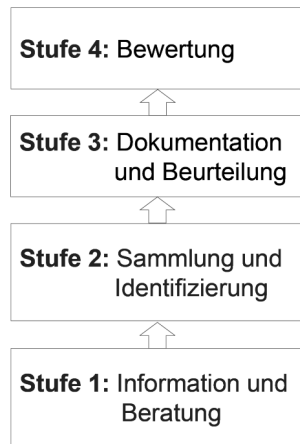 Stufe 4: Bewertung
Stufe 3: Dokumentation
und Beurteilung
Stufe 2: Sammlung und
Identifizierung
Stufe 1: Information und
Beratung